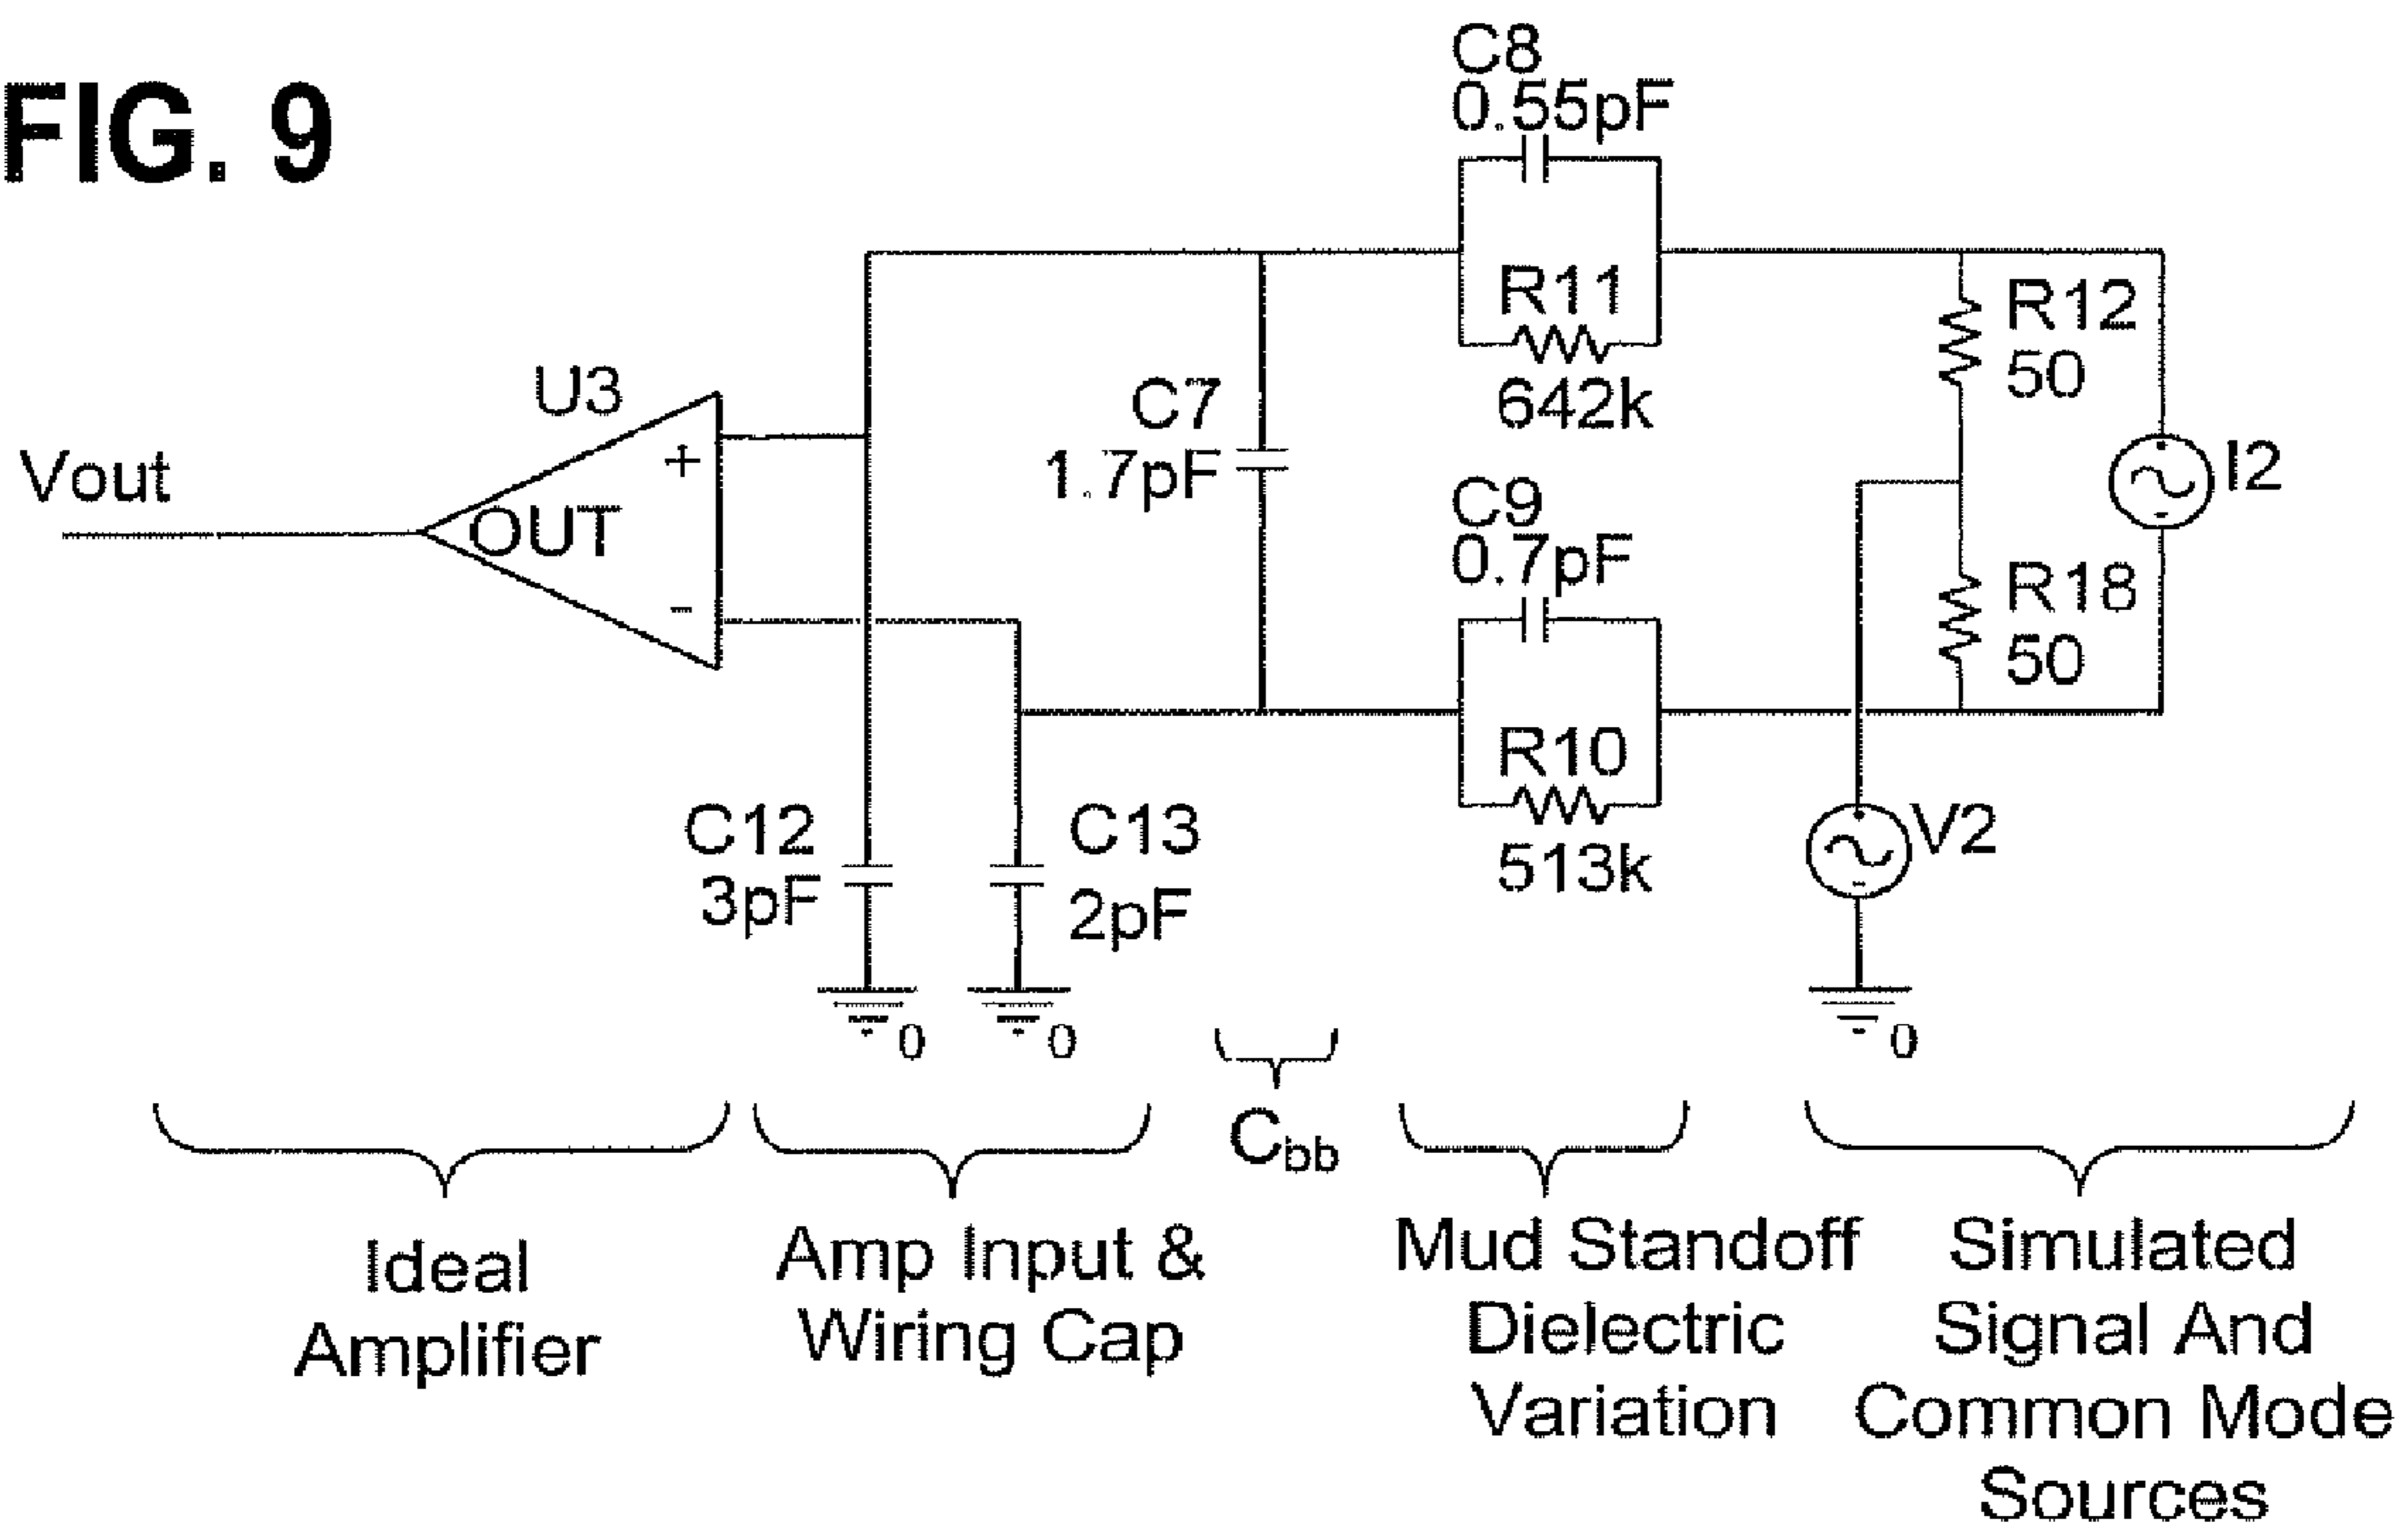 FIG. 9
C8
0.55pF
R11
642k
R12
50
U3
+
-
OUT
Vout
C7
1.7pF
C9
0.7pF
R10
513k
I2
R18
50
C12
3pF
C13
2pF
V2
0
0
0
Cbb
Ideal
Amplifier
Amp Input &
Wiring Cap
Mud Standoff
Dielectric
Variation
Simulated
Signal And
Common Mode
Sources